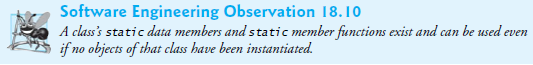 Software Engineering Observation 18.10
A class's static data members and static member functions exist and can be used even
if no objects of that class have been instantiated.